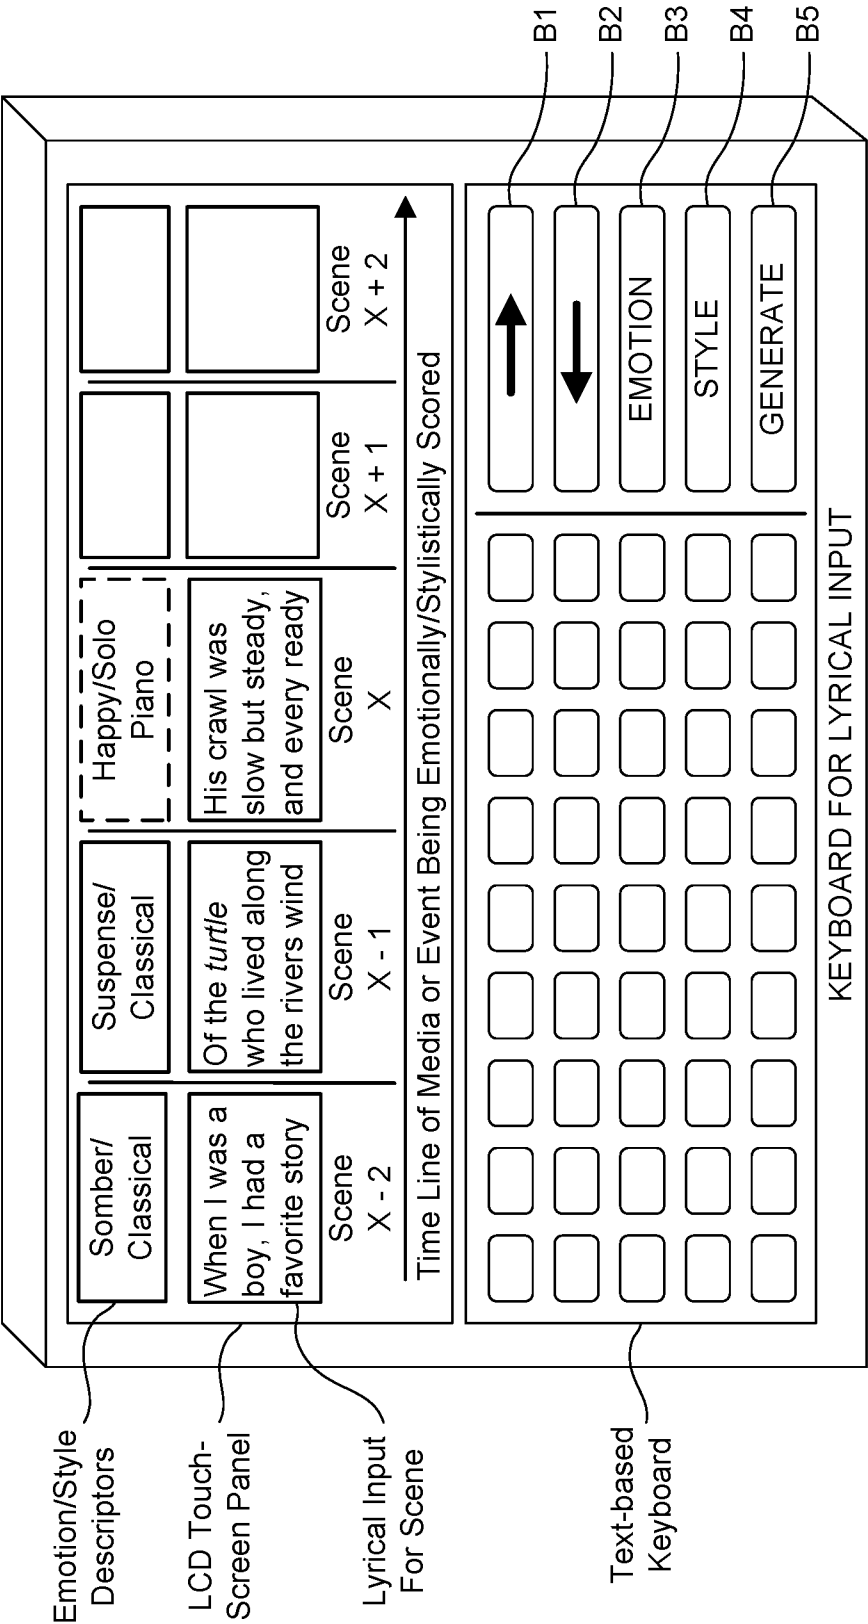 Emotion/Style
Descriptors
LCD Touch-
Screen Panel
Lyrical Input
For Scene
Somber/
Classical
When I was a
boy, I had a
favorite story
Scene
X - 2
Suspense/
Classical
Of the turtle
who lived along
the rivers wind
Scene
X - 1
Happy/Solo
Piano
His crawl was
slow but steady,
and every ready
Scene
X
Scene
X + 1
Scene
X + 2
Time Line of Media or Event Being Emotionally/Stylistically Scored
Text-based
Keyboard
EMOTION
STYLE
GENERATE
B1
B2
B3
B4
B5
KEYBOARD FOR LYRICAL INPUT